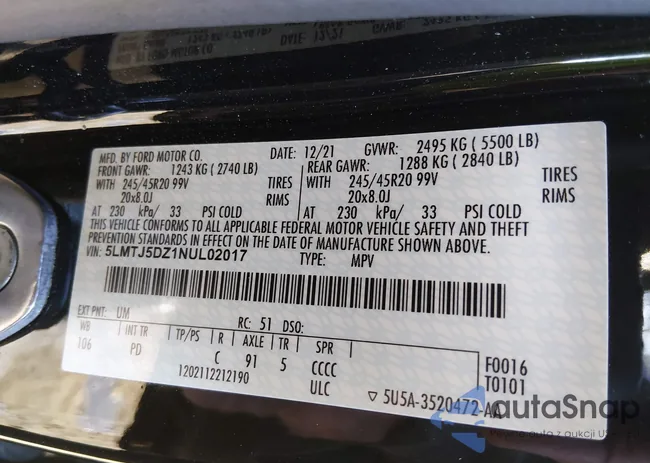 MFD. BY FORD MOTOR CO. DATE: 12/21 GVWR: 2495 KG ( 5500 LB)
FRONT GAWR: 1243 KG ( 2740 LB) REAR GAWR: 1288 KG ( 2840 LB)
WITH 245/45R20 99V TIRES WITH 245/45R20 99V TIRES
20x8.0J RIMS 20x8.0J RIMS
AT 230 kPa/ 33 PSI COLD AT 230 kPa/ 33 PSI COLD
THIS VEHICLE CONFORMS TO ALL APPLICABLE FEDERAL MOTOR VEHICLE SAFETY AND THEFT
PREVENTION STANDARDS IN EFFECT ON THE DATE OF MANUFACTURE SHOWN ABOVE.
VIN: 5LMTJ5DZ1NUL02017 TYPE: MPV
EXT PNT: UM RC: 51 DSO:
WB INT TR TP/PS R AXLE TR SPR
106 PD C 91 5 CCCC
F0016
T0101
1202112212190 ULC ▽ 5U5A-3520472-AA
autaSnap
Pewne auto z aukcji USA